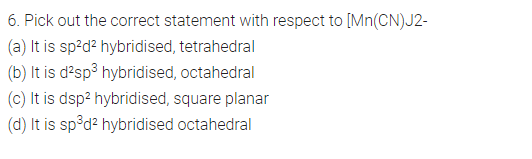 6. Pick out the correct statement with respect to [Mn(CN)J2-
(a) It is sp²d² hybridised, tetrahedral
(b) It is d²sp³ hybridised, octahedral
(c) It is dsp² hybridised, square planar
(d) It is sp³d² hybridised octahedral